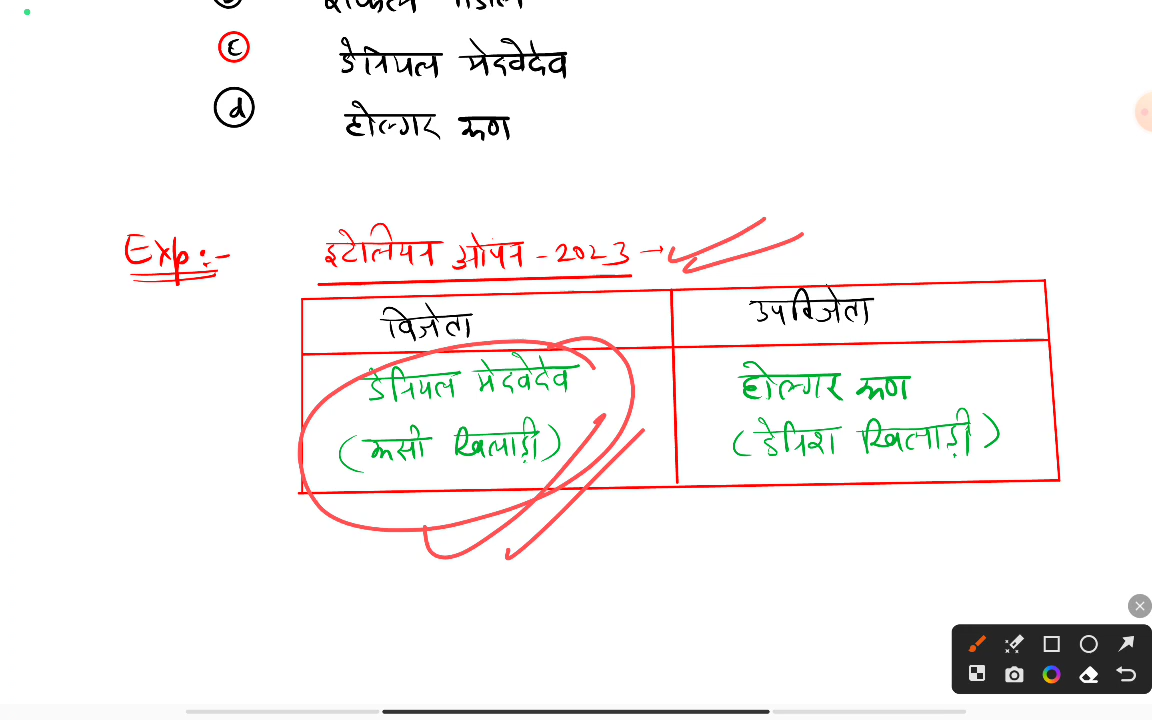 c डेनियल मेदवेदेव
d होल्गर रूण
Exp:- इटेलियन ओपन - 2023 →
विजेता उपविजेता
डेनियल मेदवेदेव होल्गर रूण
(रूसी खिलाड़ी) (डेनिश खिलाड़ी)